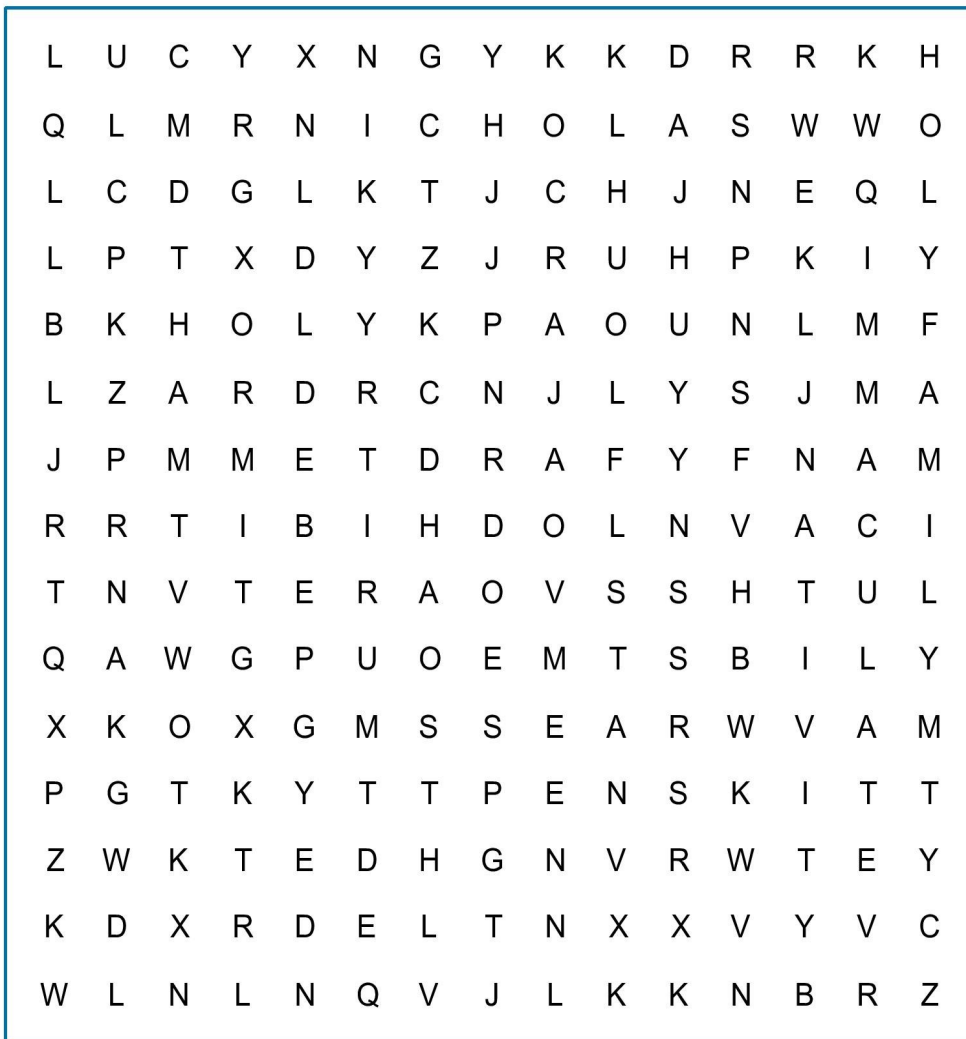 L U C Y X N G Y K K D R R K H
Q L M R N I C H O L A S W W O
L C D G L K T J C H J N E Q L
L P T X D Y Z J R U H P K I Y
B K H O L Y K P A O U N L M F
L Z A R D R C N J L Y S J M A
J P M M E T D R A F Y F N A M
R R T I B I H D O L N V A C I
T N V T E R A O V S S H T U L
Q A W G P U O E M T S B I L Y
X K O X G M S S E A R W V A M
P G T K Y T T P E N S K I T T
Z W K T E D H G N V R W T E Y
K D X R D E L T N X X V Y V C
W L N L N Q V J L K K N B R Z